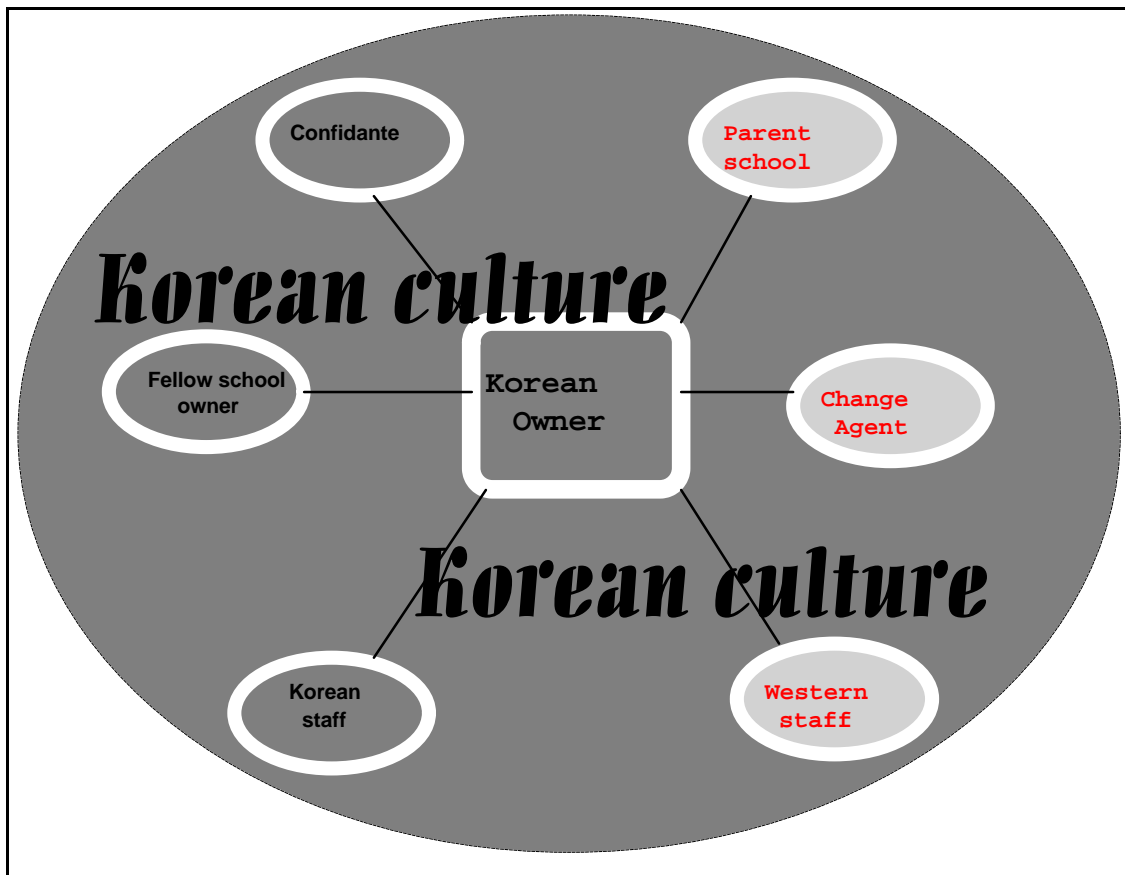 Confidante
Parent
school
Korean culture
Fellow school
owner
Korean
Owner
Change
Agent
Korean culture
Korean
staff
Western
staff